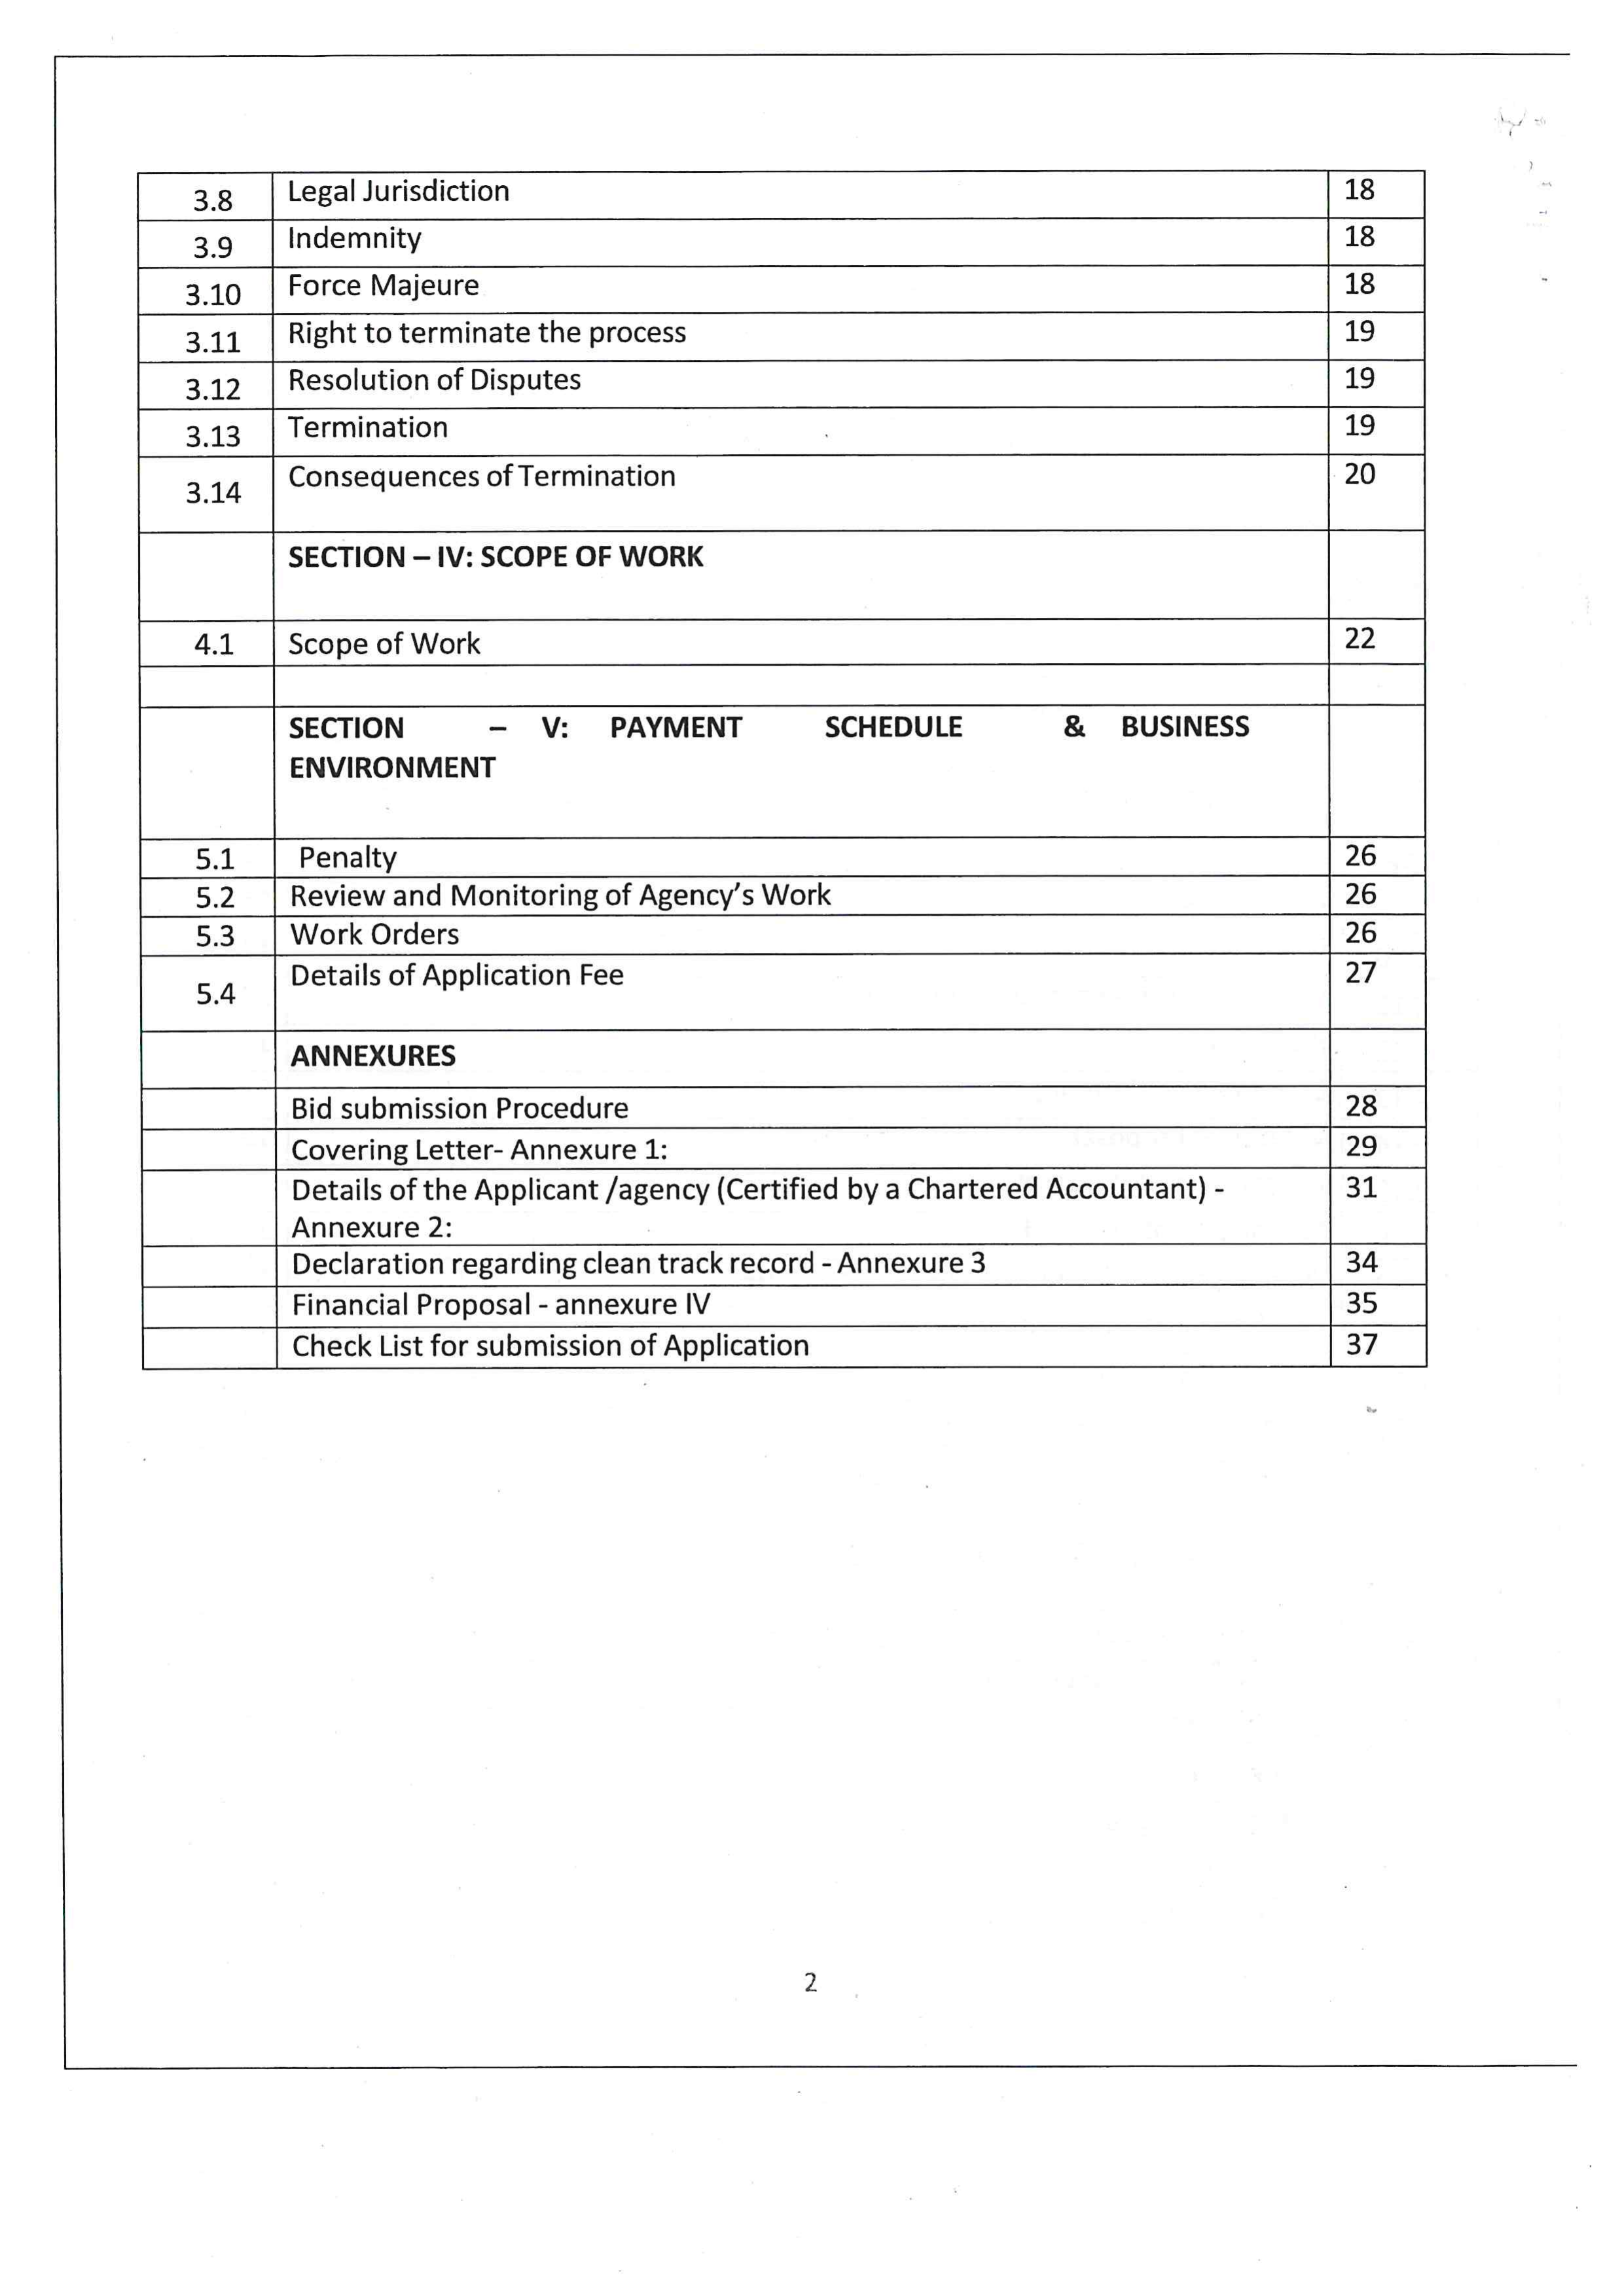 3.8 Legal Jurisdiction 18
3.9 Indemnity 18
3.10 Force Majeure 18
3.11 Right to terminate the process 19
3.12 Resolution of Disputes 19
3.13 Termination 19
3.14 Consequences of Termination 20
SECTION – IV: SCOPE OF WORK
4.1 Scope of Work 22
SECTION – V: PAYMENT SCHEDULE & BUSINESS
ENVIRONMENT
5.1 Penalty 26
5.2 Review and Monitoring of Agency’s Work 26
5.3 Work Orders 26
5.4 Details of Application Fee 27
ANNEXURES
Bid submission Procedure 28
Covering Letter- Annexure 1: 29
Details of the Applicant /agency (Certified by a Chartered Accountant) - 31
Annexure 2:
Declaration regarding clean track record - Annexure 3 34
Financial Proposal - annexure IV 35
Check List for submission of Application 37
2